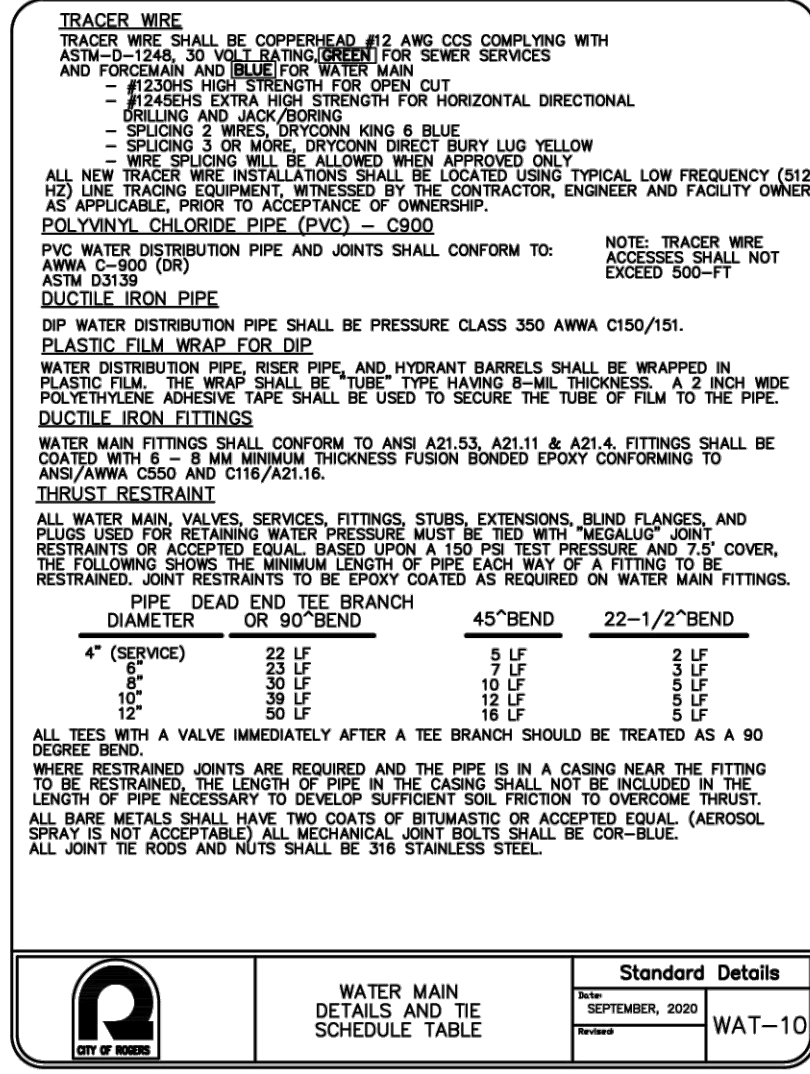 TRACER WIRE
TRACER WIRE SHALL BE COPPERHEAD #12 AWG CCS COMPLYING WITH
ASTM-D-1248, 30 VOLT RATING, GREEN FOR SEWER SERVICES
AND FORCEMAIN AND BLUE FOR WATER MAIN
- #1230HS HIGH STRENGTH FOR OPEN CUT
- #1245EHS EXTRA HIGH STRENGTH FOR HORIZONTAL DIRECTIONAL
DRILLING AND JACK/BORING
- SPLICING 2 WIRES, DRYCONN KING 6 BLUE
- SPLICING 3 OR MORE, DRYCONN DIRECT BURY LUG YELLOW
- WIRE SPLICING WILL BE ALLOWED WHEN APPROVED ONLY
ALL NEW TRACER WIRE INSTALLATIONS SHALL BE LOCATED USING TYPICAL LOW FREQUENCY (512
HZ) LINE TRACING EQUIPMENT, WITNESSED BY THE CONTRACTOR, ENGINEER AND FACILITY OWNER
AS APPLICABLE, PRIOR TO ACCEPTANCE OF OWNERSHIP.
POLYVINYL CHLORIDE PIPE (PVC) - C900
PVC WATER DISTRIBUTION PIPE AND JOINTS SHALL CONFORM TO:
AWWA C-900 (DR)
ASTM D3139
NOTE: TRACER WIRE
ACCESSES SHALL NOT
EXCEED 500-FT
DUCTILE IRON PIPE
DIP WATER DISTRIBUTION PIPE SHALL BE PRESSURE CLASS 350 AWWA C150/151.
PLASTIC FILM WRAP FOR DIP
WATER DISTRIBUTION PIPE, RISER PIPE, AND HYDRANT BARRELS SHALL BE WRAPPED IN
PLASTIC FILM. THE WRAP SHALL BE "TUBE" TYPE HAVING 8-MIL THICKNESS. A 2 INCH WIDE
POLYETHYLENE ADHESIVE TAPE SHALL BE USED TO SECURE THE TUBE OF FILM TO THE PIPE.
DUCTILE IRON FITTINGS
WATER MAIN FITTINGS SHALL CONFORM TO ANSI A21.53, A21.11 & A21.4. FITTINGS SHALL BE
COATED WITH 6 - 8 MM MINIMUM THICKNESS FUSION BONDED EPOXY CONFORMING TO
ANSI/AWWA C550 AND C116/A21.16.
THRUST RESTRAINT
ALL WATER MAIN, VALVES, SERVICES, FITTINGS, STUBS, EXTENSIONS, BLIND FLANGES, AND
PLUGS USED FOR RETAINING WATER PRESSURE MUST BE TIED WITH "MEGALUG" JOINT
RESTRAINTS OR ACCEPTED EQUAL. BASED UPON A 150 PSI TEST PRESSURE AND 7.5' COVER,
THE FOLLOWING SHOWS THE MINIMUM LENGTH OF PIPE EACH WAY OF A FITTING TO BE
RESTRAINED. JOINT RESTRAINTS TO BE EPOXY COATED AS REQUIRED ON WATER MAIN FITTINGS.
PIPE DEAD END TEE BRANCH
DIAMETER OR 90^BEND 45^BEND 22-1/2^BEND
4" (SERVICE) 22 LF 5 LF 2 LF
6" 23 LF 7 LF 3 LF
8" 30 LF 10 LF 5 LF
10" 39 LF 12 LF 5 LF
12" 50 LF 16 LF 5 LF
ALL TEES WITH A VALVE IMMEDIATELY AFTER A TEE BRANCH SHOULD BE TREATED AS A 90
DEGREE BEND.
WHERE RESTRAINED JOINTS ARE REQUIRED AND THE PIPE IS IN A CASING NEAR THE FITTING
TO BE RESTRAINED, THE LENGTH OF PIPE IN THE CASING SHALL NOT BE INCLUDED IN THE
LENGTH OF PIPE NECESSARY TO DEVELOP SUFFICIENT SOIL FRICTION TO OVERCOME THRUST.
ALL BARE METALS SHALL HAVE TWO COATS OF BITUMASTIC OR ACCEPTED EQUAL. (AEROSOL
SPRAY IS NOT ACCEPTABLE) ALL MECHANICAL JOINT BOLTS SHALL BE COR-BLUE.
ALL JOINT TIE RODS AND NUTS SHALL BE 316 STAINLESS STEEL.
CITY OF ROGERS
WATER MAIN
DETAILS AND TIE
SCHEDULE TABLE
Standard Details
Date:
SEPTEMBER, 2020
Revised:
WAT-10